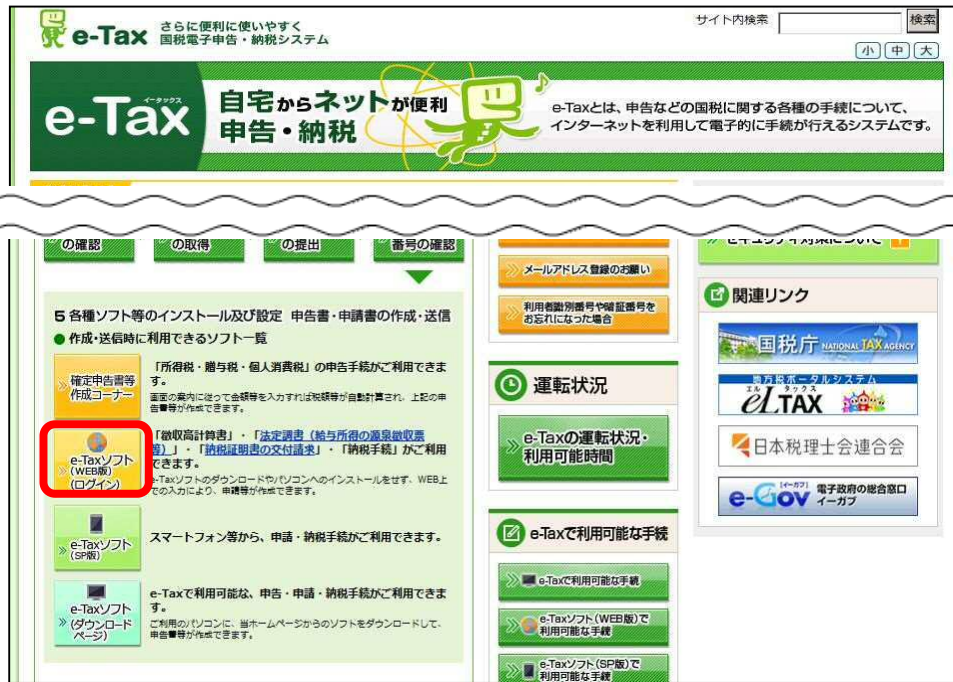 e-Tax
さらに便利に使いやすく
国税電子申告・納税システム
サイト内検索
検索
小 中 大
イータックス
e-Tax
自宅からネットが便利
申告・納税
e-Taxとは、申告などの国税に関する各種の手続について、
インターネットを利用して電子的に手続が行えるシステムです。
の確認
の取得
の提出
番号の確認
5 各種ソフト等のインストール及び設定 申告書・申請書の作成・送信
作成・送信時に利用できるソフト一覧
確定申告書等
作成コーナー
「所得税・贈与税・個人消費税」の申告手続がご利用できま
す。
画面の案内に従って金額等を入力すれば税額等が自動計算され、上記の申
告書等が作成できます。
e-Taxソフト
(WEB版)
(ログイン)
「徴収高計算書」・「法定調書(給与所得の源泉徴収票
等)」・「納税証明書の交付請求」・「納税手続」がご利用
できます。
e-Taxソフトのダウンロードやパソコンへのインストールをせず、WEB上
での入力により、申請等が作成できます。
e-Taxソフト
(SP版)
スマートフォン等から、申請・納税手続がご利用できます。
e-Taxソフト
(ダウンロード
ページ)
e-Taxで利用可能な、申告・申請・納税手続がご利用できま
す。
ご利用のパソコンに、当ホームページからのソフトをダウンロードして、
申告書等が作成できます。
メールアドレス登録のお願い
利用者識別番号や暗証番号を
お忘れになった場合
運転状況
e-Taxの運転状況・
利用可能時間
e-Taxで利用可能な手続
e-Taxで利用可能な手続
e-Taxソフト(WEB版)で
利用可能な手続
e-Taxソフト(SP版)で
利用可能な手続
セキュリティ対策について
関連リンク
国税庁 NATIONAL TAX AGENCY
地方税ポータルシステム
エル タックス
eLTAX
日本税理士会連合会
e-Gov
イーガブ
電子政府の総合窓口
イーガブ